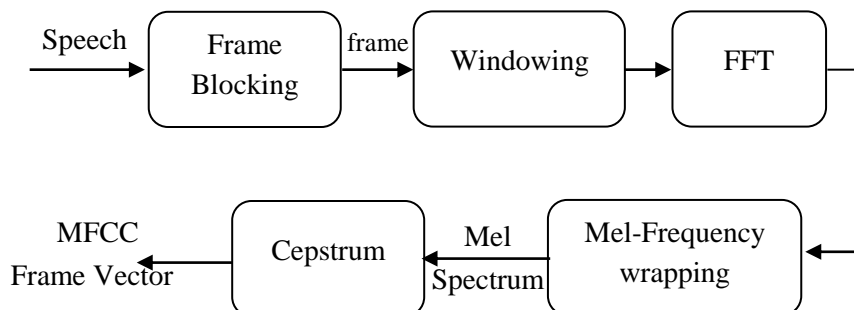 Speech
Frame
Blocking
frame
Windowing
FFT
Mel-Frequency
wrapping
Mel
Spectrum
Cepstrum
MFCC
Frame Vector